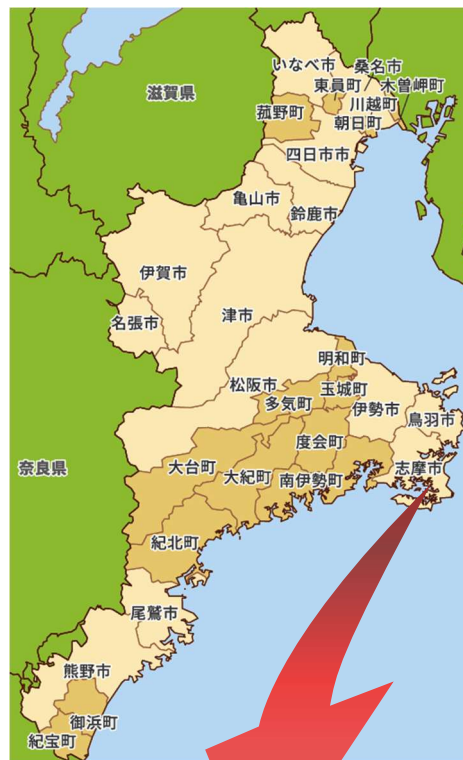 いなべ市
桑名市
東員町
木曽岬町
滋賀県
菰野町
川越町
朝日町
四日市市
亀山市
鈴鹿市
伊賀市
津市
名張市
明和町
松阪市
玉城町
多気町
伊勢市
鳥羽市
度会町
大台町
志摩市
奈良県
大紀町
南伊勢町
紀北町
尾鷲市
熊野市
御浜町
紀宝町